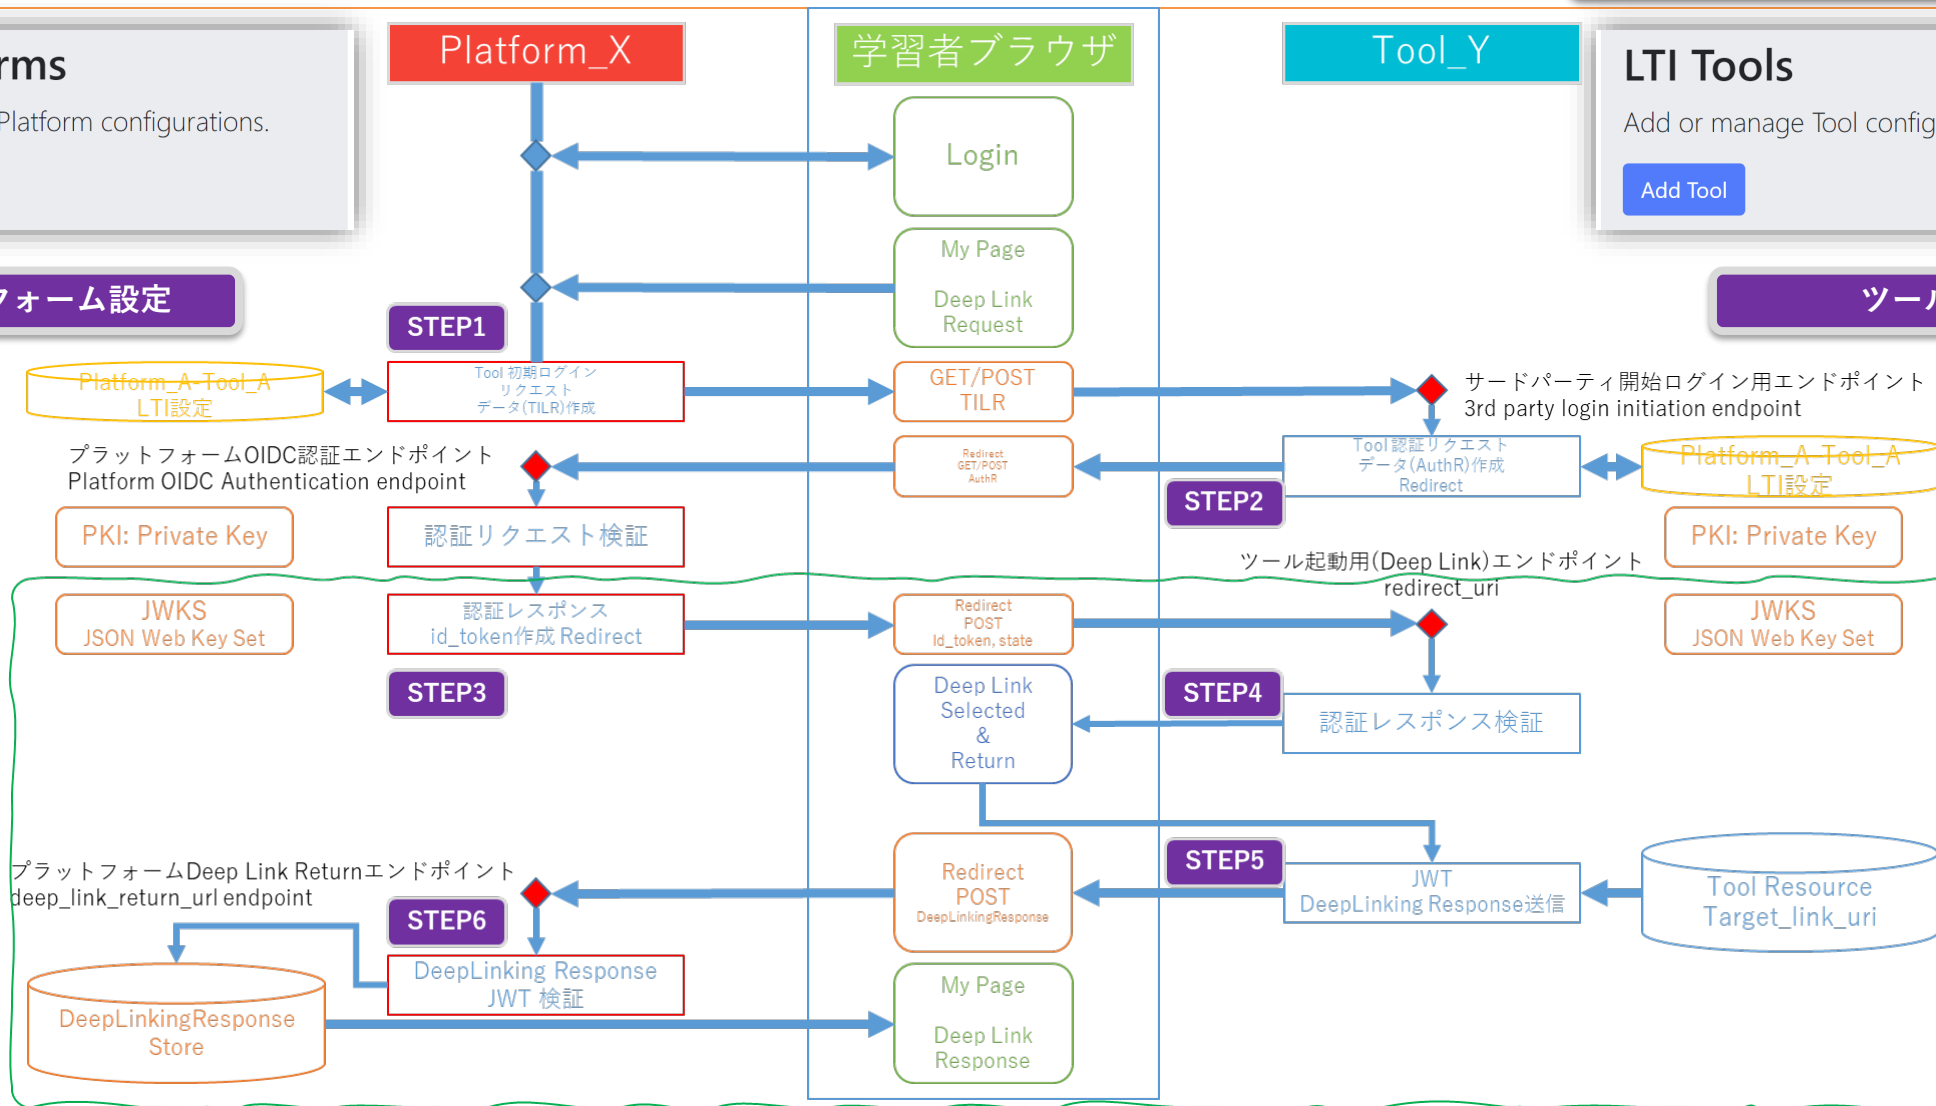 rms
Platform configurations.
Platform_X
学習者ブラウザ
Tool_Y
LTI Tools
Add or manage Tool config
Add Tool
Login
My Page
Deep Link
Request
フォーム設定
STEP1
ツール
Platform_A-Tool_A
LTI設定
Tool 初期ログイン
リクエスト
データ(TILR)作成
GET/POST
TILR
サードパーティ開始ログイン用エンドポイント
3rd party login initiation endpoint
プラットフォームOIDC認証エンドポイント
Platform OIDC Authentication endpoint
Redirect
GET/POST
AuthR
Tool 認証リクエスト
データ(AuthR)作成
Redirect
Platform_A-Tool_A
LTI設定
STEP2
PKI: Private Key
認証リクエスト検証
PKI: Private Key
ツール起動用(Deep Link)エンドポイント
redirect_uri
JWKS
JSON Web Key Set
認証レスポンス
id_token作成 Redirect
Redirect
POST
Id_token, state
JWKS
JSON Web Key Set
STEP3
Deep Link
Selected
&
Return
STEP4
認証レスポンス検証
プラットフォームDeep Link Returnエンドポイント
deep_link_return_url endpoint
STEP6
Redirect
POST
DeepLinkingResponse
STEP5
JWT
DeepLinking Response送信
Tool Resource
Target_link_uri
DeepLinking Response
JWT 検証
DeepLinkingResponse
Store
My Page
Deep Link
Response